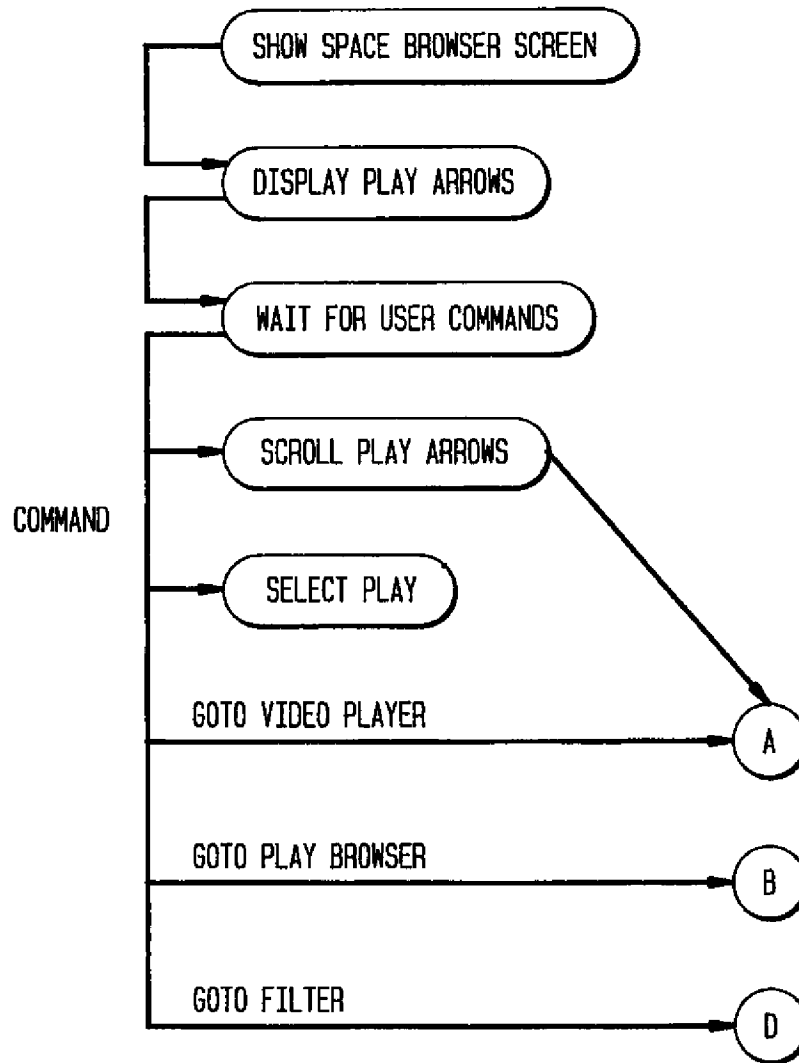 SHOW SPACE BROWSER SCREEN
DISPLAY PLAY ARROWS
WAIT FOR USER COMMANDS
SCROLL PLAY ARROWS
COMMAND
SELECT PLAY
GOTO VIDEO PLAYER
A
GOTO PLAY BROWSER
B
GOTO FILTER
D